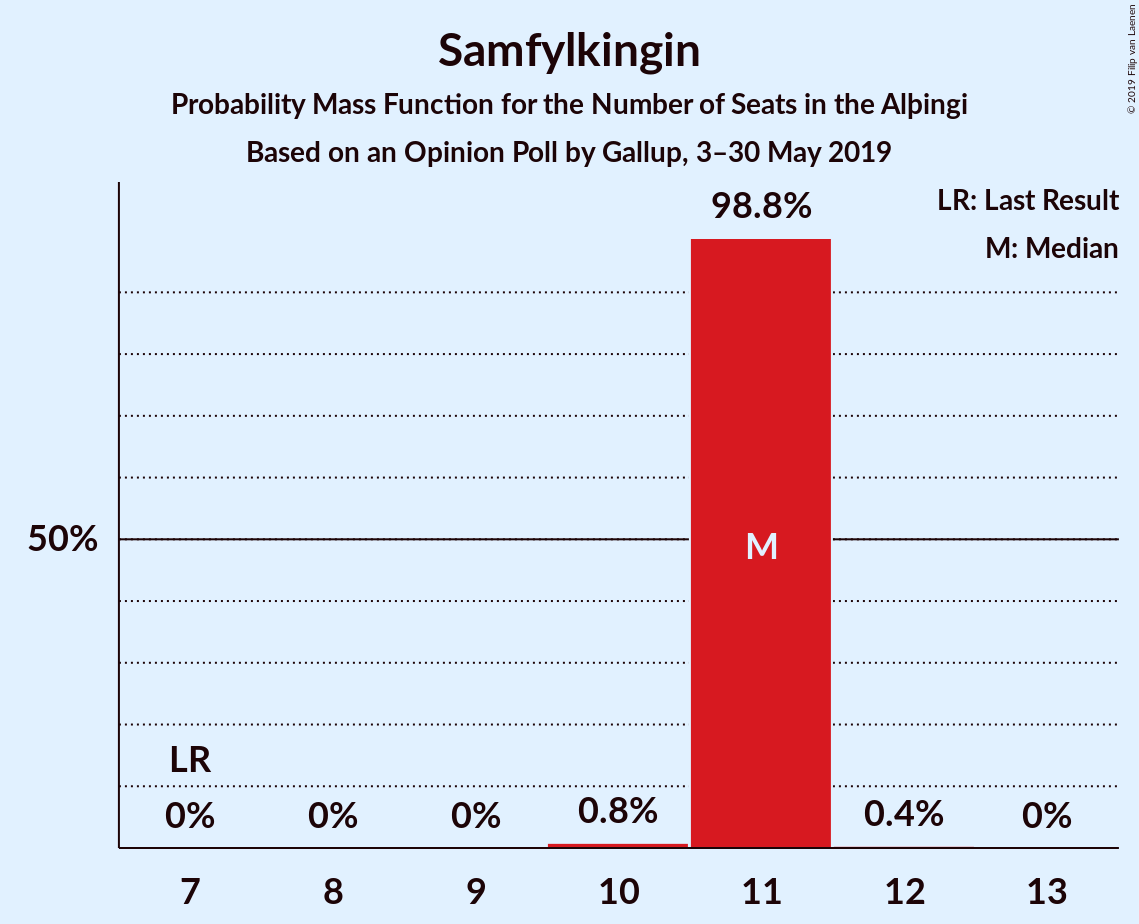 Samfylkingin
Probability Mass Function for the Number of Seats in the Alþingi
Based on an Opinion Poll by Gallup, 3–30 May 2019
© 2019 Filip van Laenen
LR: Last Result
M: Median
98.8%
50%
M
LR
0% 0% 0% 0.8% 0.4% 0%
7 8 9 10 11 12 13